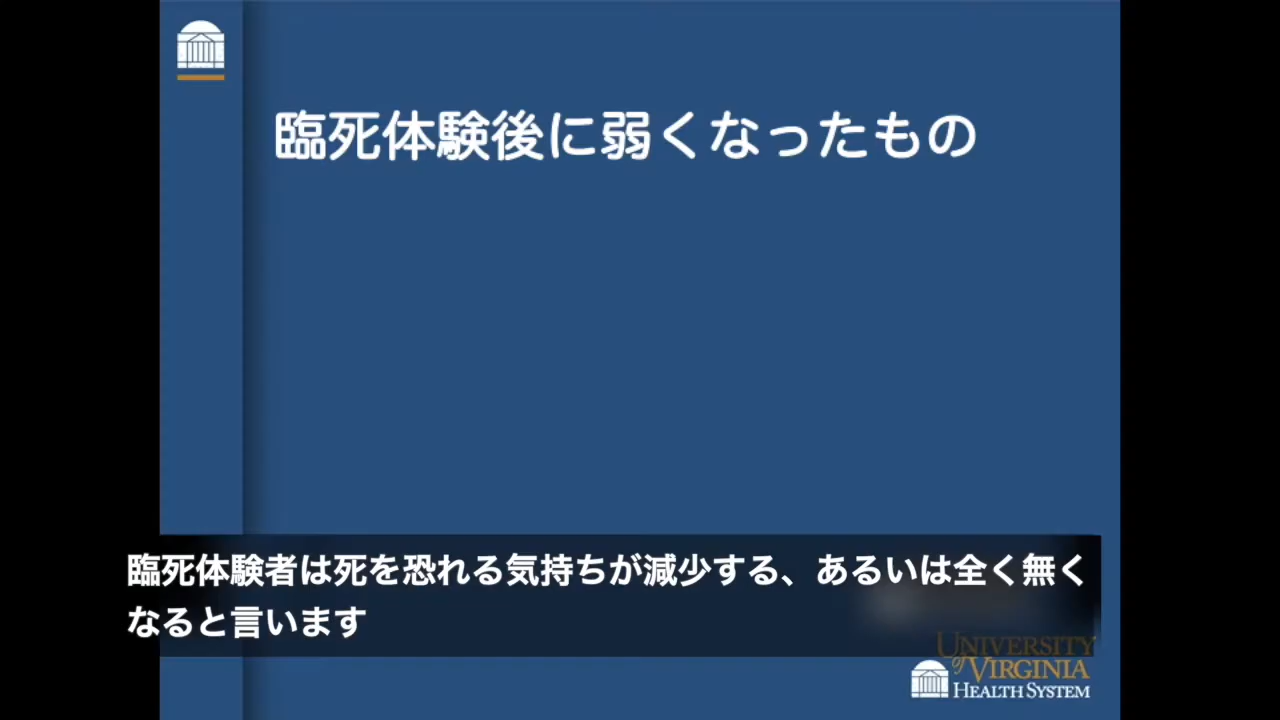 臨死体験後に弱くなったもの
臨死体験者は死を恐れる気持ちが減少する、あるいは全く無く
なると言います
UNIVERSITY
of VIRGINIA
HEALTH SYSTEM